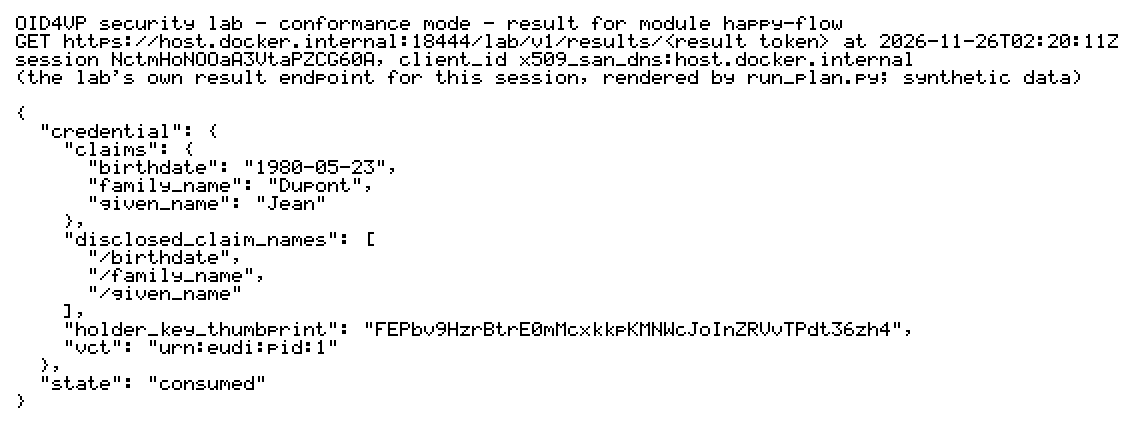 OID4VP security lab - conformance mode - result for module happy-flow
GET https://host.docker.internal:18444/lab/v1/results/<result token> at 2026-11-26T02:20:11Z
session NctmHoNOOaA3VtaPZCG60A, client_id x509_san_dns:host.docker.internal
(the lab's own result endpoint for this session, rendered by run_plan.py; synthetic data)
{
  "credential": {
    "claims": {
      "birthdate": "1980-05-23",
      "family_name": "Dupont",
      "given_name": "Jean"
    },
    "disclosed_claim_names": [
      "/birthdate",
      "/family_name",
      "/given_name"
    ],
    "holder_key_thumbprint": "FEPbv9HzrBtrE0mMcxkkpKMNWcJoInZRVvTPdt36zh4",
    "vct": "urn:eudi:pid:1"
  },
  "state": "consumed"
}